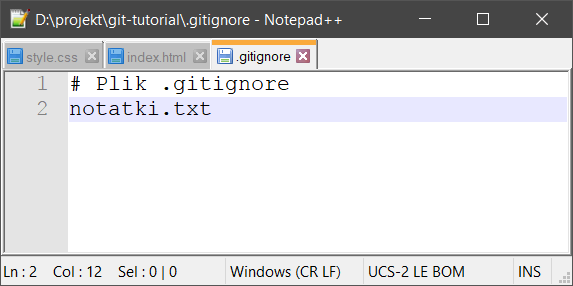 D:\projekt\git-tutorial\.gitignore - Notepad++
style.css index.html .gitignore
1 # Plik .gitignore
2 notatki.txt
Ln : 2 Col : 12 Sel : 0 | 0 Windows (CR LF) UCS-2 LE BOM INS